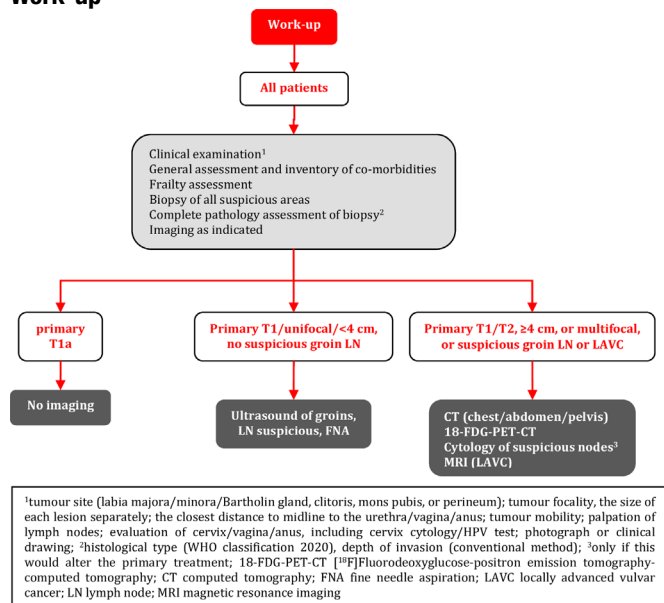 Work-up
Work-up
All patients
Clinical examination¹
General assessment and inventory of co-morbidities
Frailty assessment
Biopsy of all suspicious areas
Complete pathology assessment of biopsy²
Imaging as indicated
primary
T1a
Primary T1/unifocal/<4 cm,
no suspicious groin LN
Primary T1/T2, ≥4 cm, or multifocal,
or suspicious groin LN or LAVC
No imaging
Ultrasound of groins,
LN suspicious, FNA
CT (chest/abdomen/pelvis)
18-FDG-PET-CT
Cytology of suspicious nodes³
MRI (LAVC)
¹tumour site (labia majora/minora/Bartholin gland, clitoris, mons pubis, or perineum); tumour focality, the size of
each lesion separately; the closest distance to midline to the urethra/vagina/anus; tumour mobility; palpation of
lymph nodes; evaluation of cervix/vagina/anus, including cervix cytology/HPV test; photograph or clinical
drawing; ²histological type (WHO classification 2020), depth of invasion (conventional method); ³only if this
would alter the primary treatment; 18-FDG-PET-CT [¹⁸F]Fluorodeoxyglucose-positron emission tomography-
computed tomography; CT computed tomography; FNA fine needle aspiration; LAVC locally advanced vulvar
cancer; LN lymph node; MRI magnetic resonance imaging